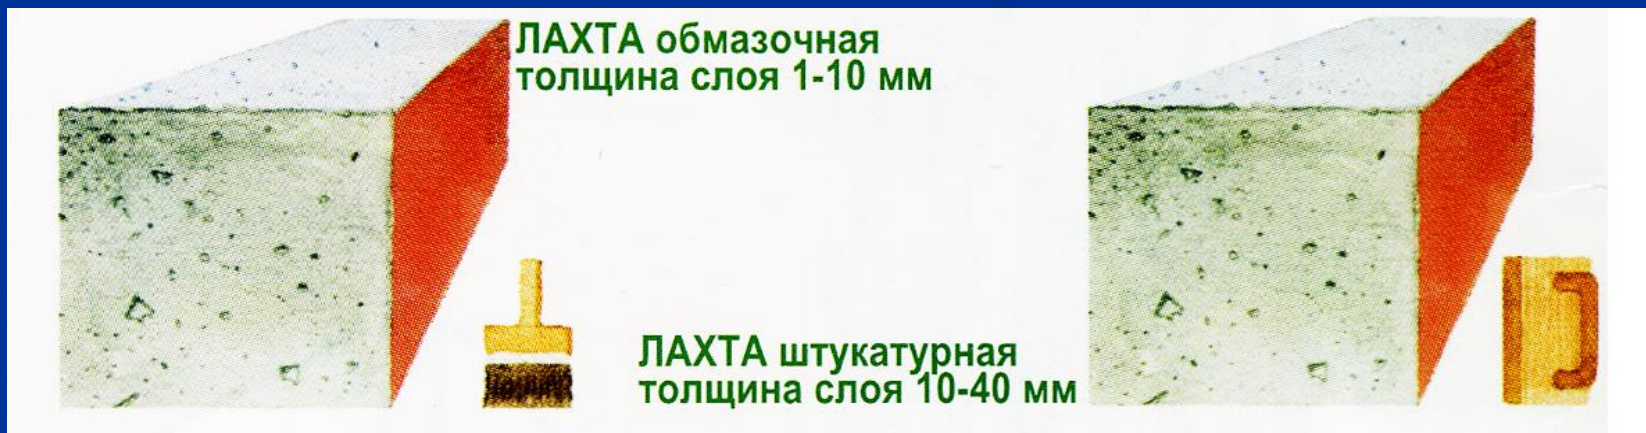 ЛАХТА обмазочная
толщина слоя 1-10 мм
ЛАХТА штукатурная
толщина слоя 10-40 мм